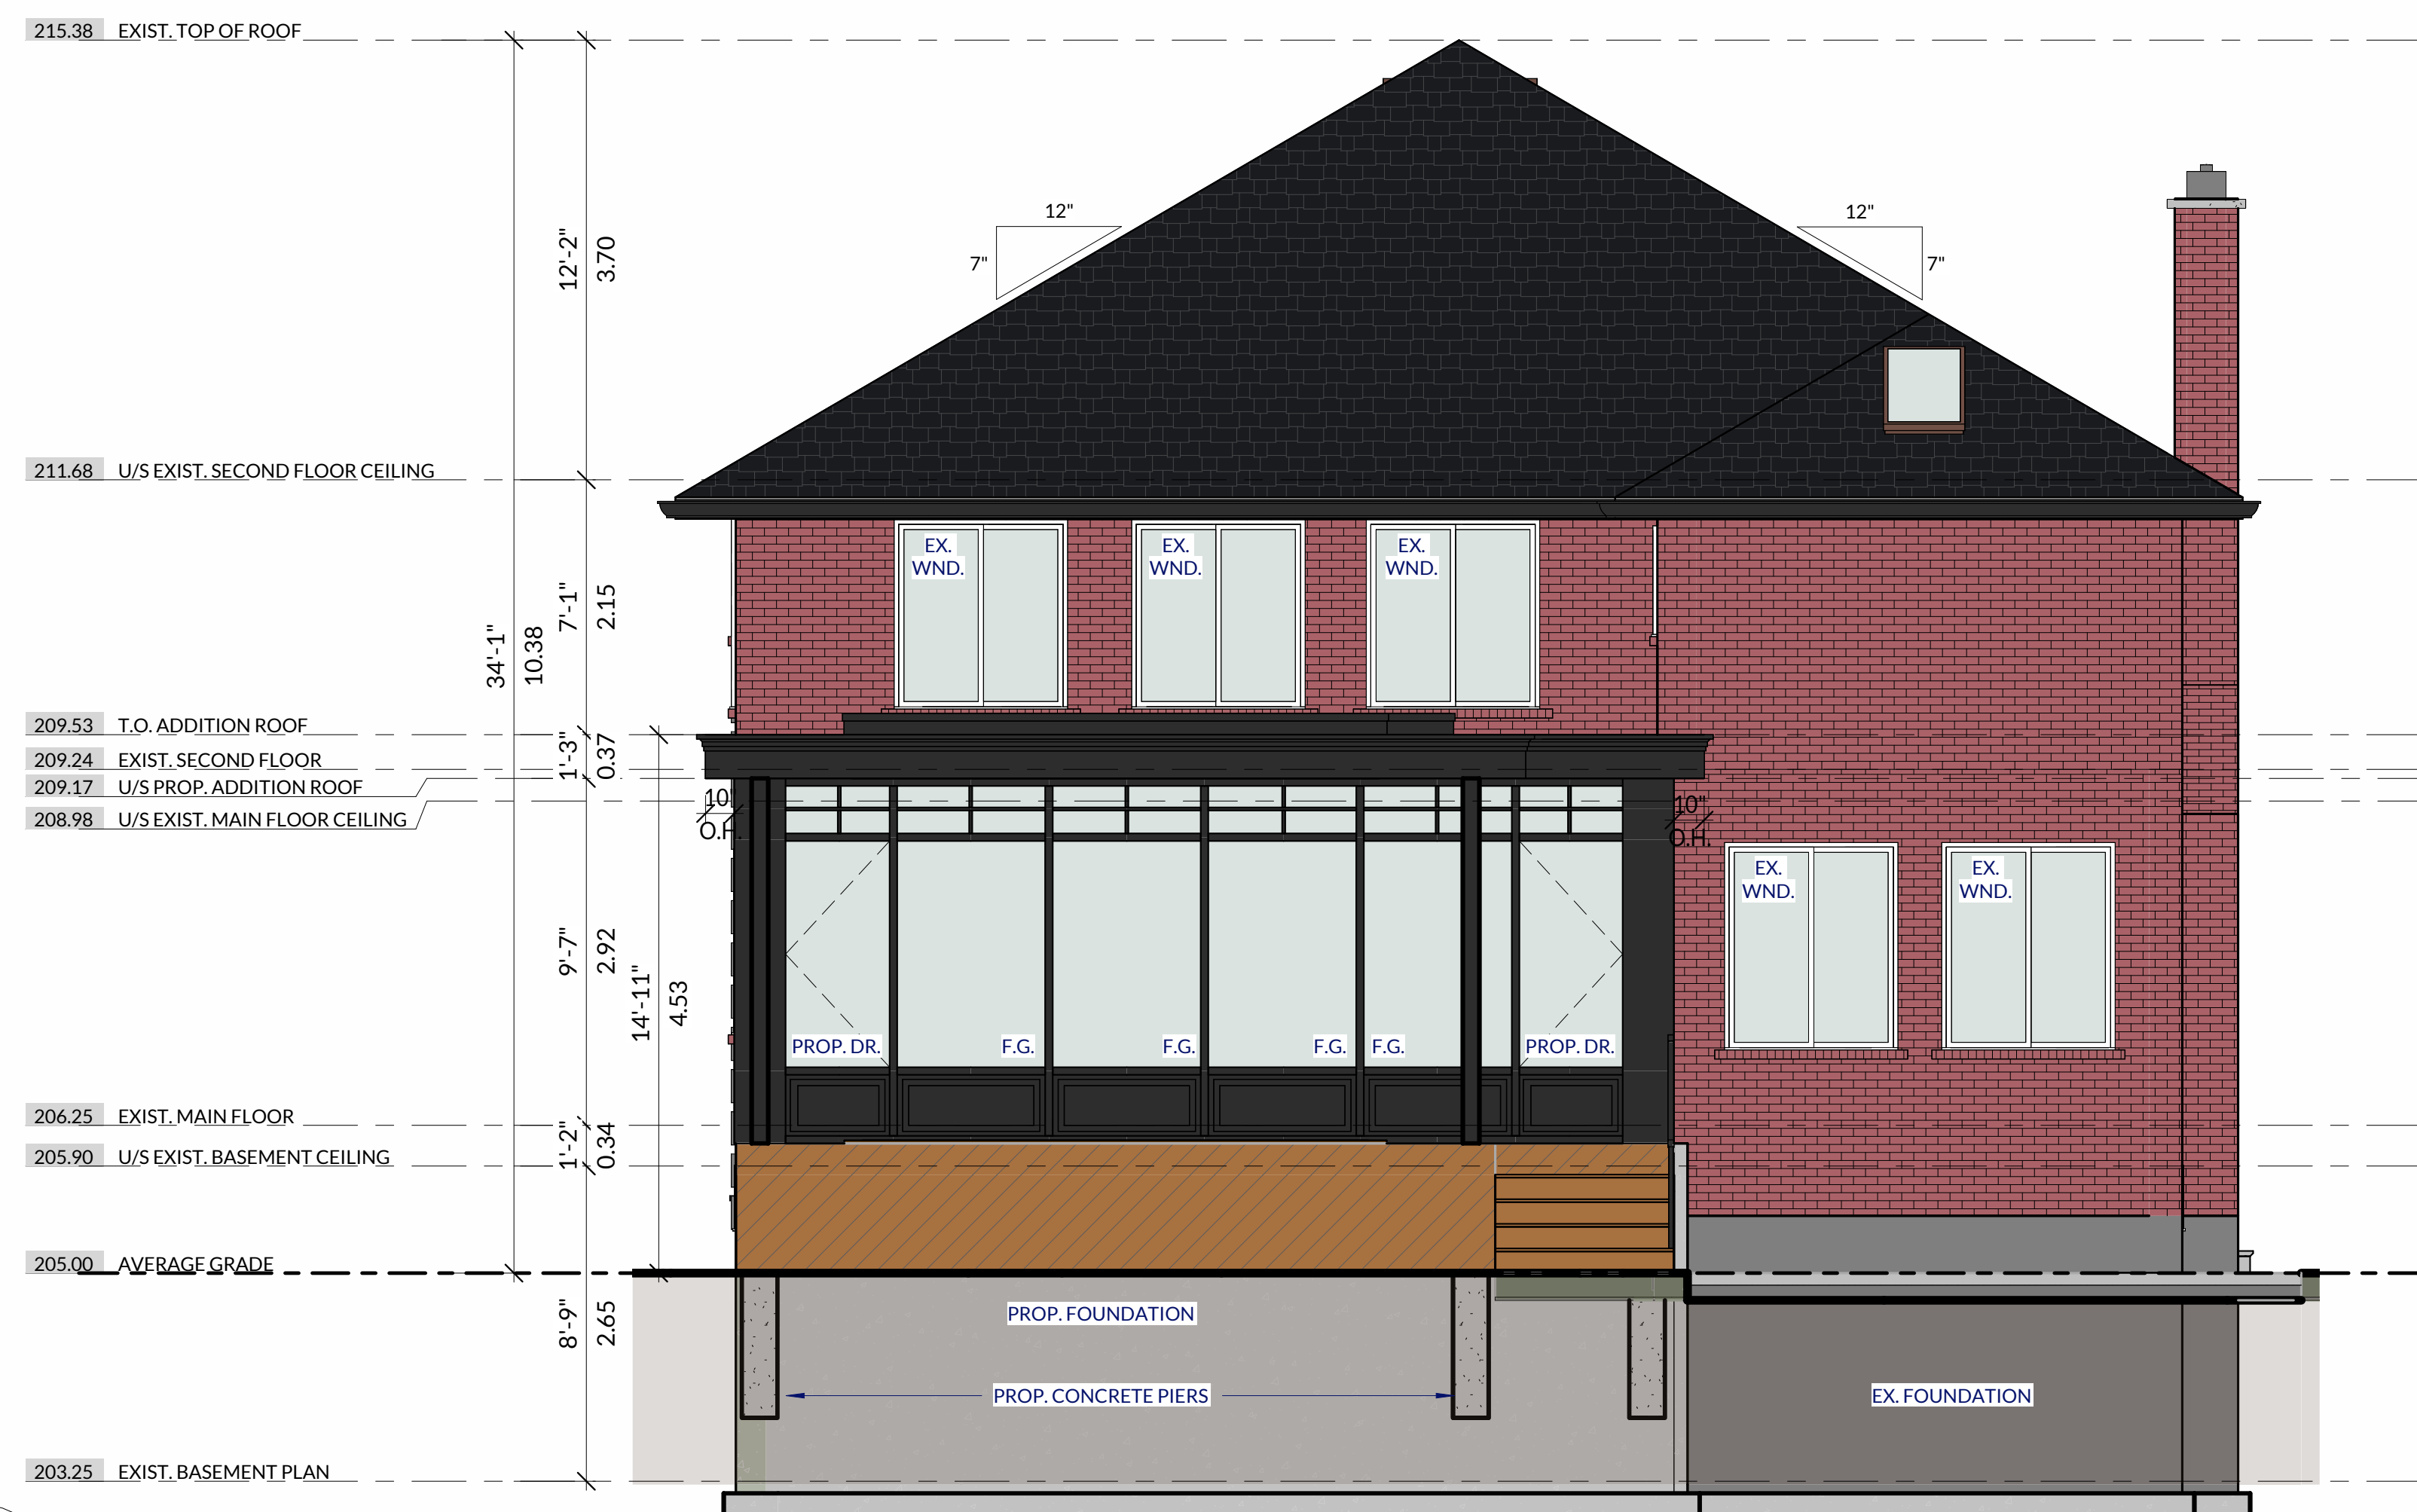 215.38 EXIST. TOP OF ROOF
12"
7"
12"
7"
12'-2"
3.70
211.68 U/S EXIST. SECOND FLOOR CEILING
EX.
WND.
EX.
WND.
EX.
WND.
7'-1"
2.15
34'-1"
10.38
209.53 T.O. ADDITION ROOF
1'-3"
0.37
209.24 EXIST. SECOND FLOOR
209.17 U/S PROP. ADDITION ROOF
208.98 U/S EXIST. MAIN FLOOR CEILING
10"
O.H.
10"
O.H.
EX.
WND.
EX.
WND.
9'-7"
2.92
14'-11"
4.53
PROP. DR.
F.G.
F.G.
F.G.
F.G.
PROP. DR.
206.25 EXIST. MAIN FLOOR
1'-2"
0.34
205.90 U/S EXIST. BASEMENT CEILING
205.00 AVERAGE GRADE
8'-9"
2.65
PROP. FOUNDATION
PROP. CONCRETE PIERS
EX. FOUNDATION
203.25 EXIST. BASEMENT PLAN